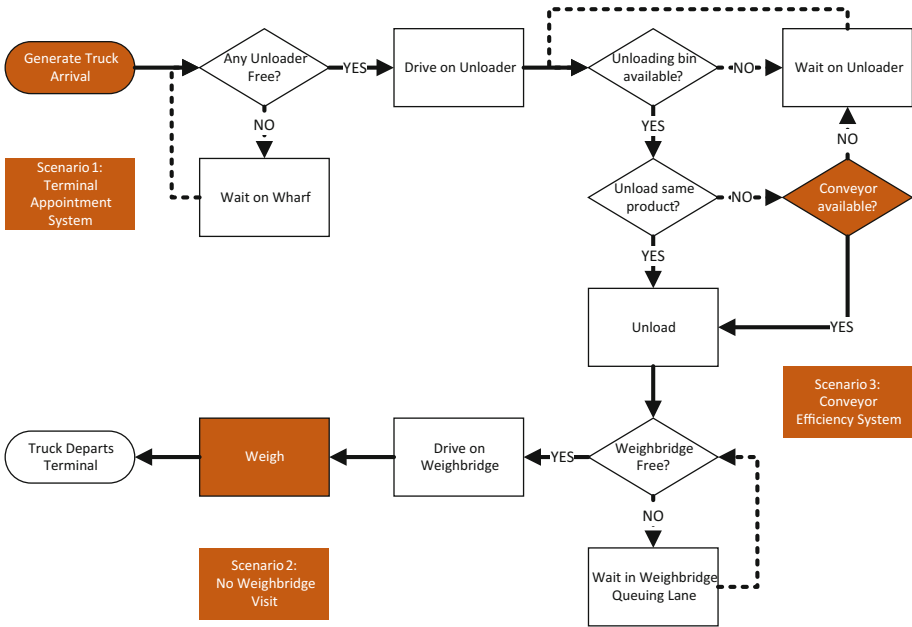 Generate Truck
Arrival
Any Unloader
Free?
YES
Drive on Unloader
Unloading bin
available?
NO
Wait on Unloader
NO
YES
NO
Scenario 1:
Terminal
Appointment
System
Wait on Wharf
Unload same
product?
NO
Conveyor
available?
YES
Unload
YES
Scenario 3:
Conveyor
Efficiency System
Truck Departs
Terminal
Weigh
Drive on
Weighbridge
YES
Weighbridge
Free?
NO
Scenario 2:
No Weighbridge
Visit
Wait in Weighbridge
Queuing Lane